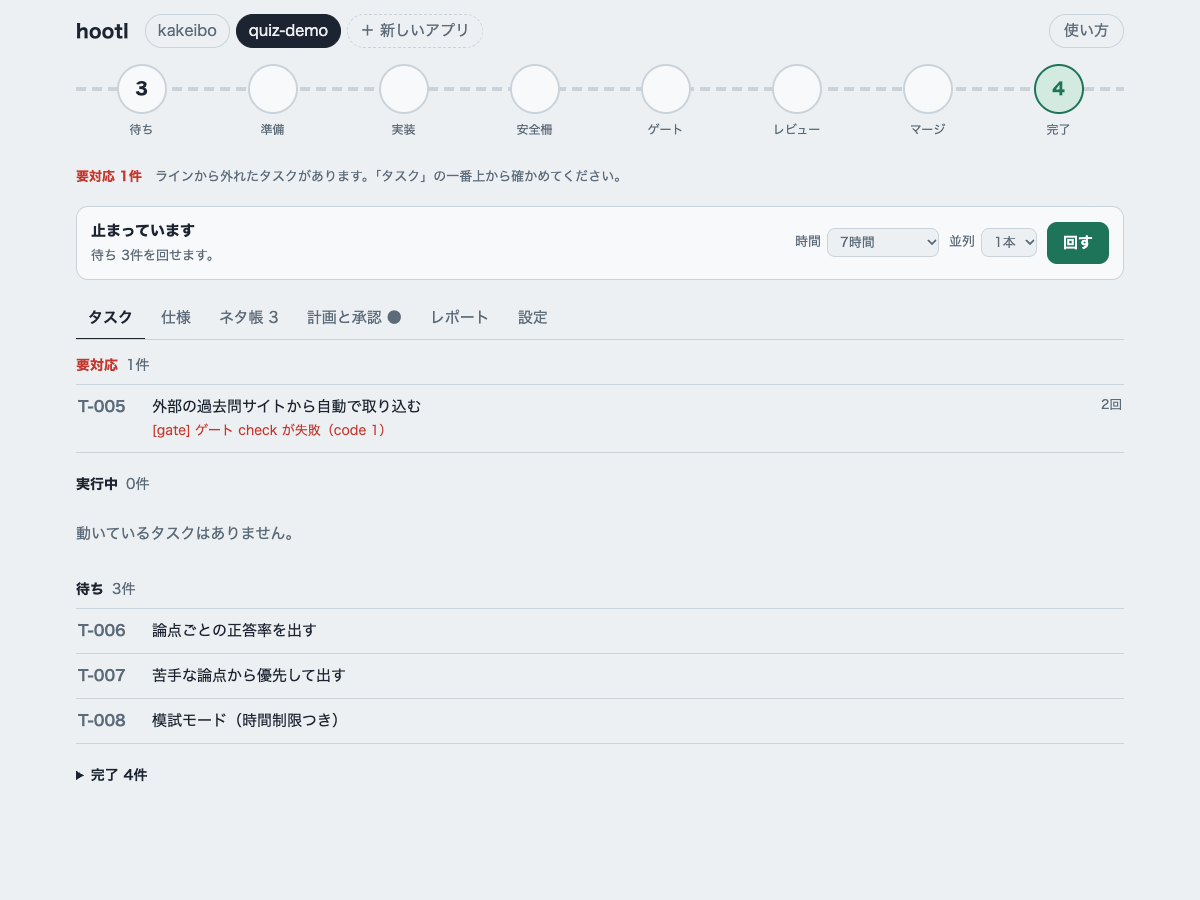 hootl kakeibo quiz-demo + 新しいアプリ 使い方
3 4
待ち 準備 実装 安全柵 ゲート レビュー マージ 完了
要対応 1件 ラインから外れたタスクがあります。「タスク」の一番上から確かめてください。
止まっています
待ち 3件を回せます。
時間 7時間 並列 1本 回す
タスク 仕様 ネタ帳 3 計画と承認 レポート 設定
要対応 1件
T-005 外部の過去問サイトから自動で取り込む 2回
[gate] ゲート check が失敗（code 1）
実行中 0件
動いているタスクはありません。
待ち 3件
T-006 論点ごとの正答率を出す
T-007 苦手な論点から優先して出す
T-008 模試モード（時間制限つき）
完了 4件